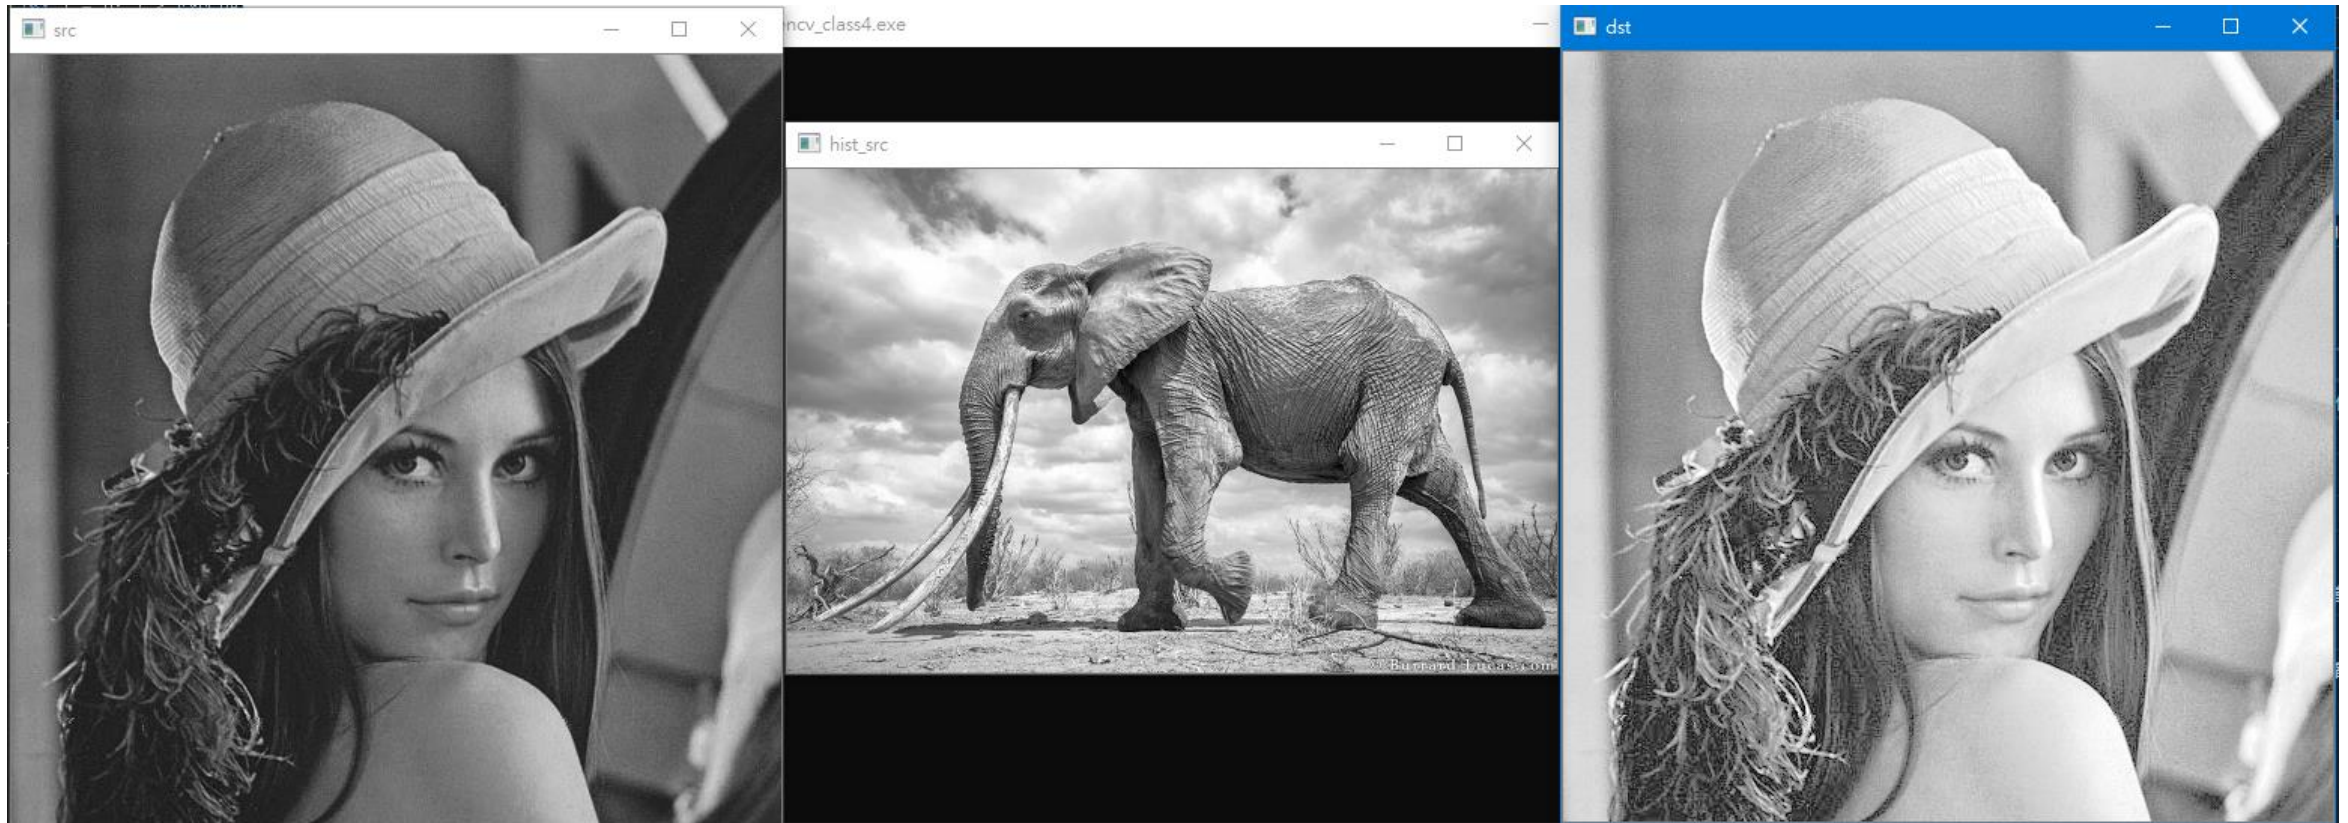 src
ncv_class4.exe
dst
hist_src
© Burrard-Lucas.com